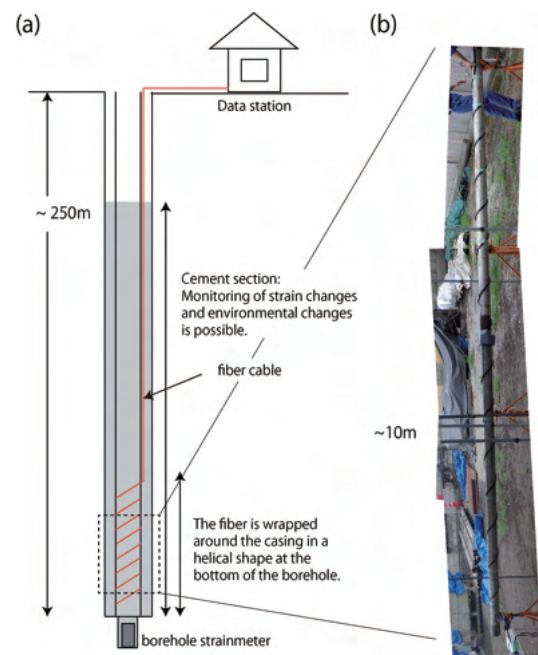 (a)
(b)
Data station
~ 250m
Cement section:
Monitoring of strain changes
and environmental changes
is possible.
fiber cable
~10m
The fiber is wrapped
around the casing in a
helical shape at the
bottom of the borehole.
borehole strainmeter